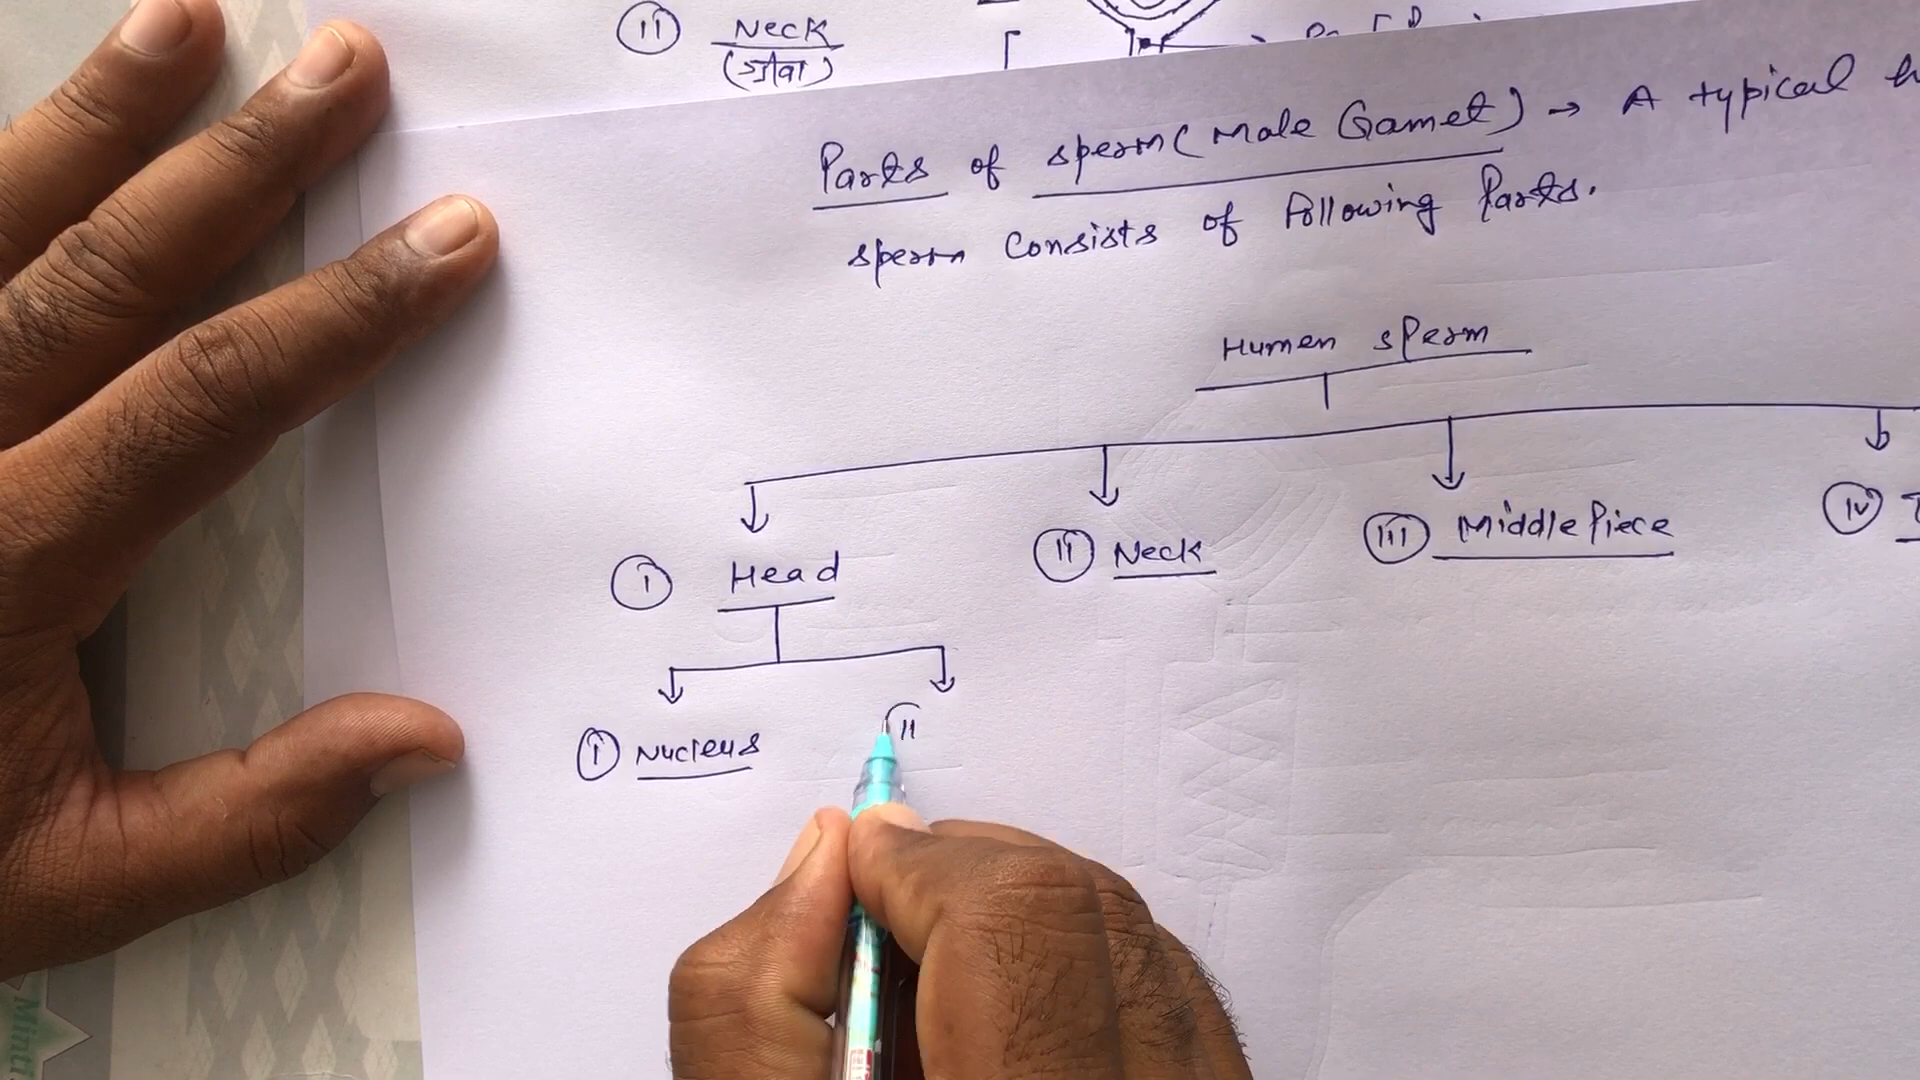 (II) Neck
(ग्रीवा)
Parts of sperm (Male Gamet) → A typical
sperm Consists of following Parts.
Human sperm
(I) Head
(II) Neck
(III) Middle Piece
(IV)
(I) Nucleus
(II